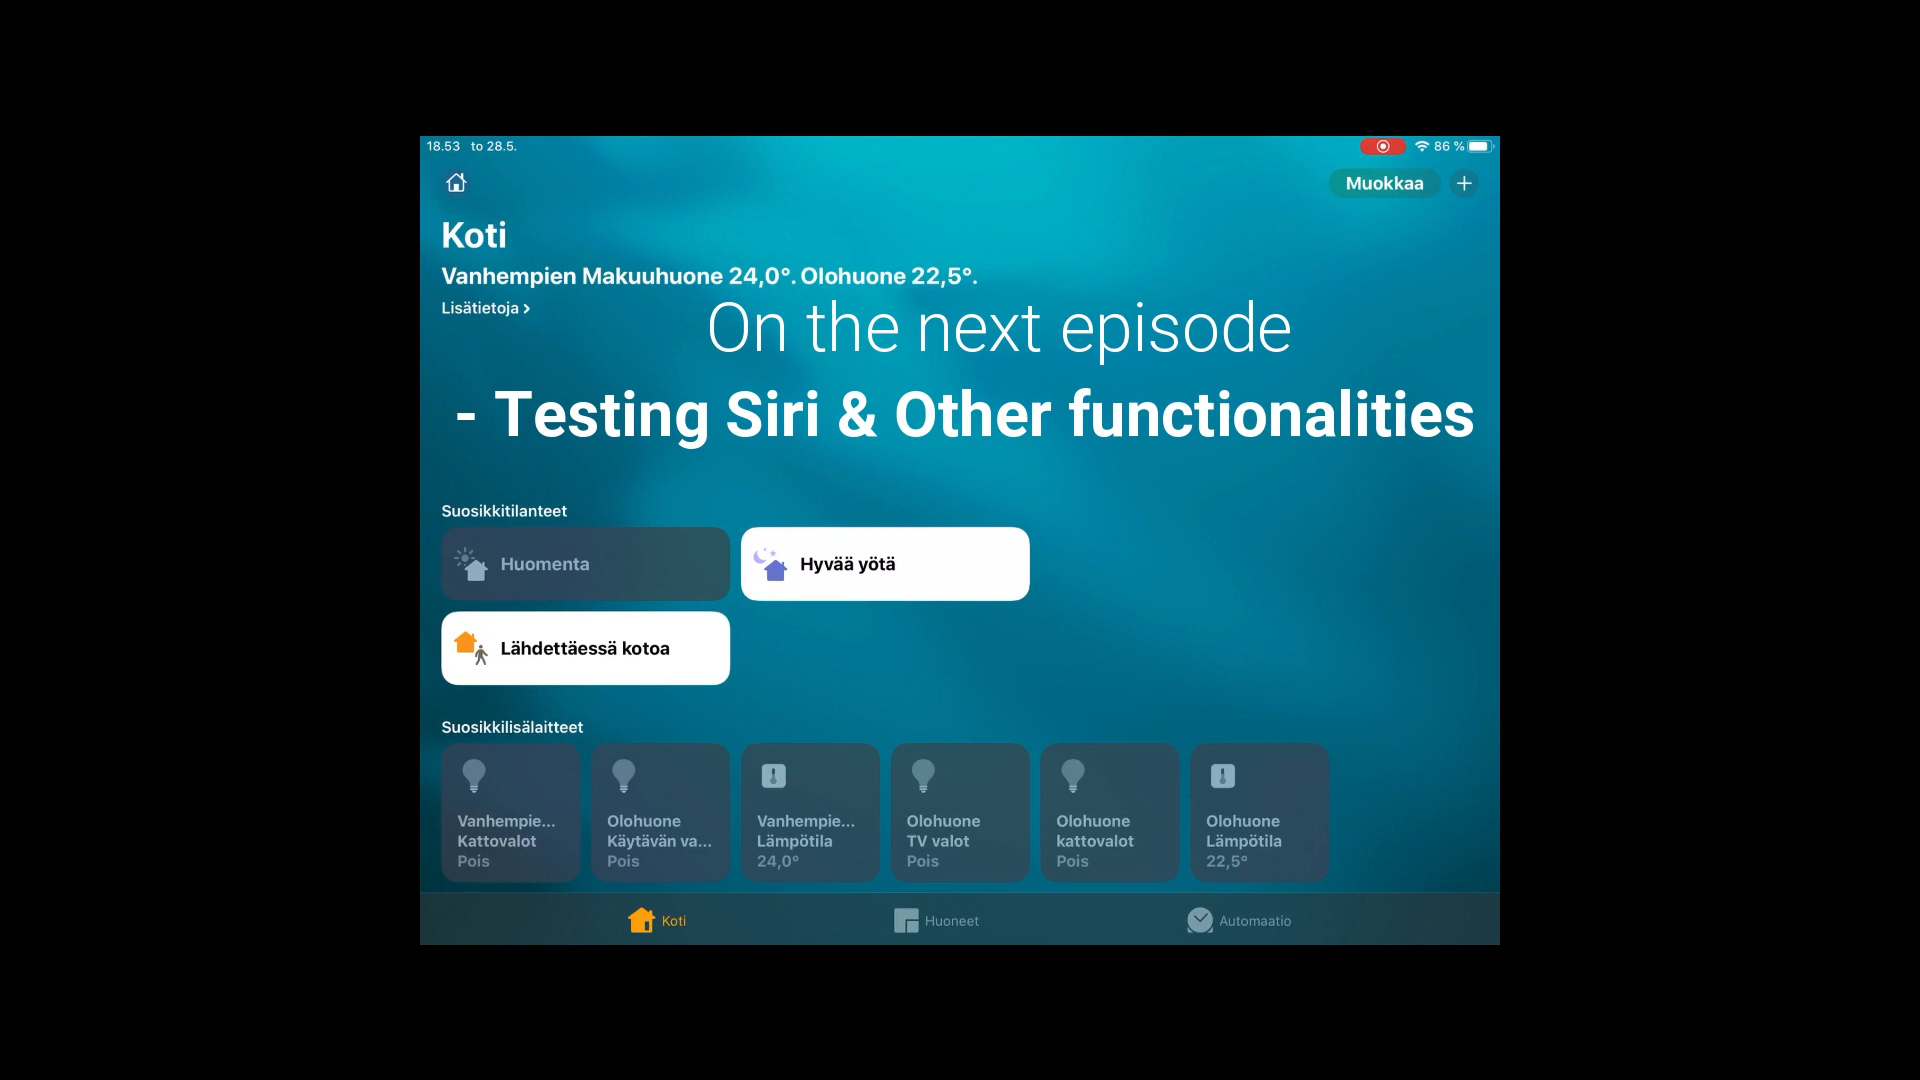 18.53 to 28.5.
86 %
Muokkaa
Koti
Vanhempien Makuuhuone 24,0°. Olohuone 22,5°.
Lisätietoja >
On the next episode
- Testing Siri & Other functionalities
Suosikkitilanteet
Huomenta
Hyvää yötä
Lähdettäessä kotoa
Suosikkilisälaitteet
Vanhempie...
Kattovalot
Pois
Olohuone
Käytävän va...
Pois
Vanhempie...
Lämpötila
24,0°
Olohuone
TV valot
Pois
Olohuone
kattovalot
Pois
Olohuone
Lämpötila
22,5°
Koti
Huoneet
Automaatio